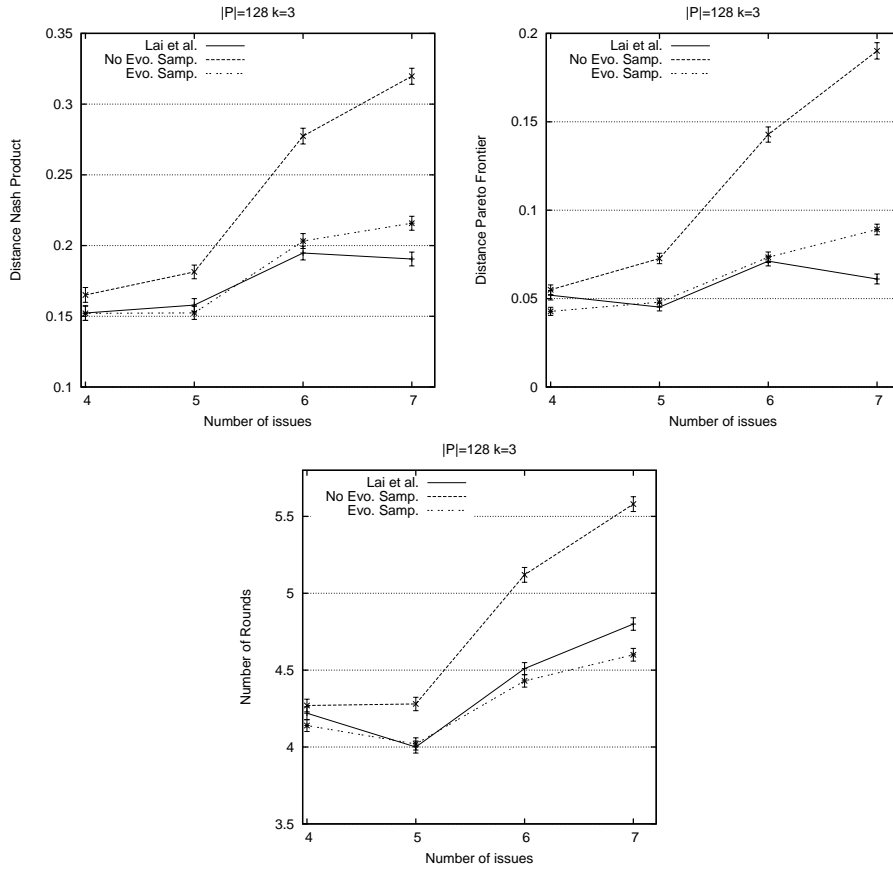 |P|=128 k=3
Distance Nash Product
0.35
0.3
0.25
0.2
0.15
0.1
Lai et al.
No Evo. Samp.
Evo. Samp.
4 5 6 7
Number of issues
|P|=128 k=3
Distance Pareto Frontier
0.2
0.15
0.1
0.05
0
Lai et al.
No Evo. Samp.
Evo. Samp.
4 5 6 7
Number of issues
|P|=128 k=3
Number of Rounds
5.5
5
4.5
4
3.5
Lai et al.
No Evo. Samp.
Evo. Samp.
4 5 6 7
Number of issues